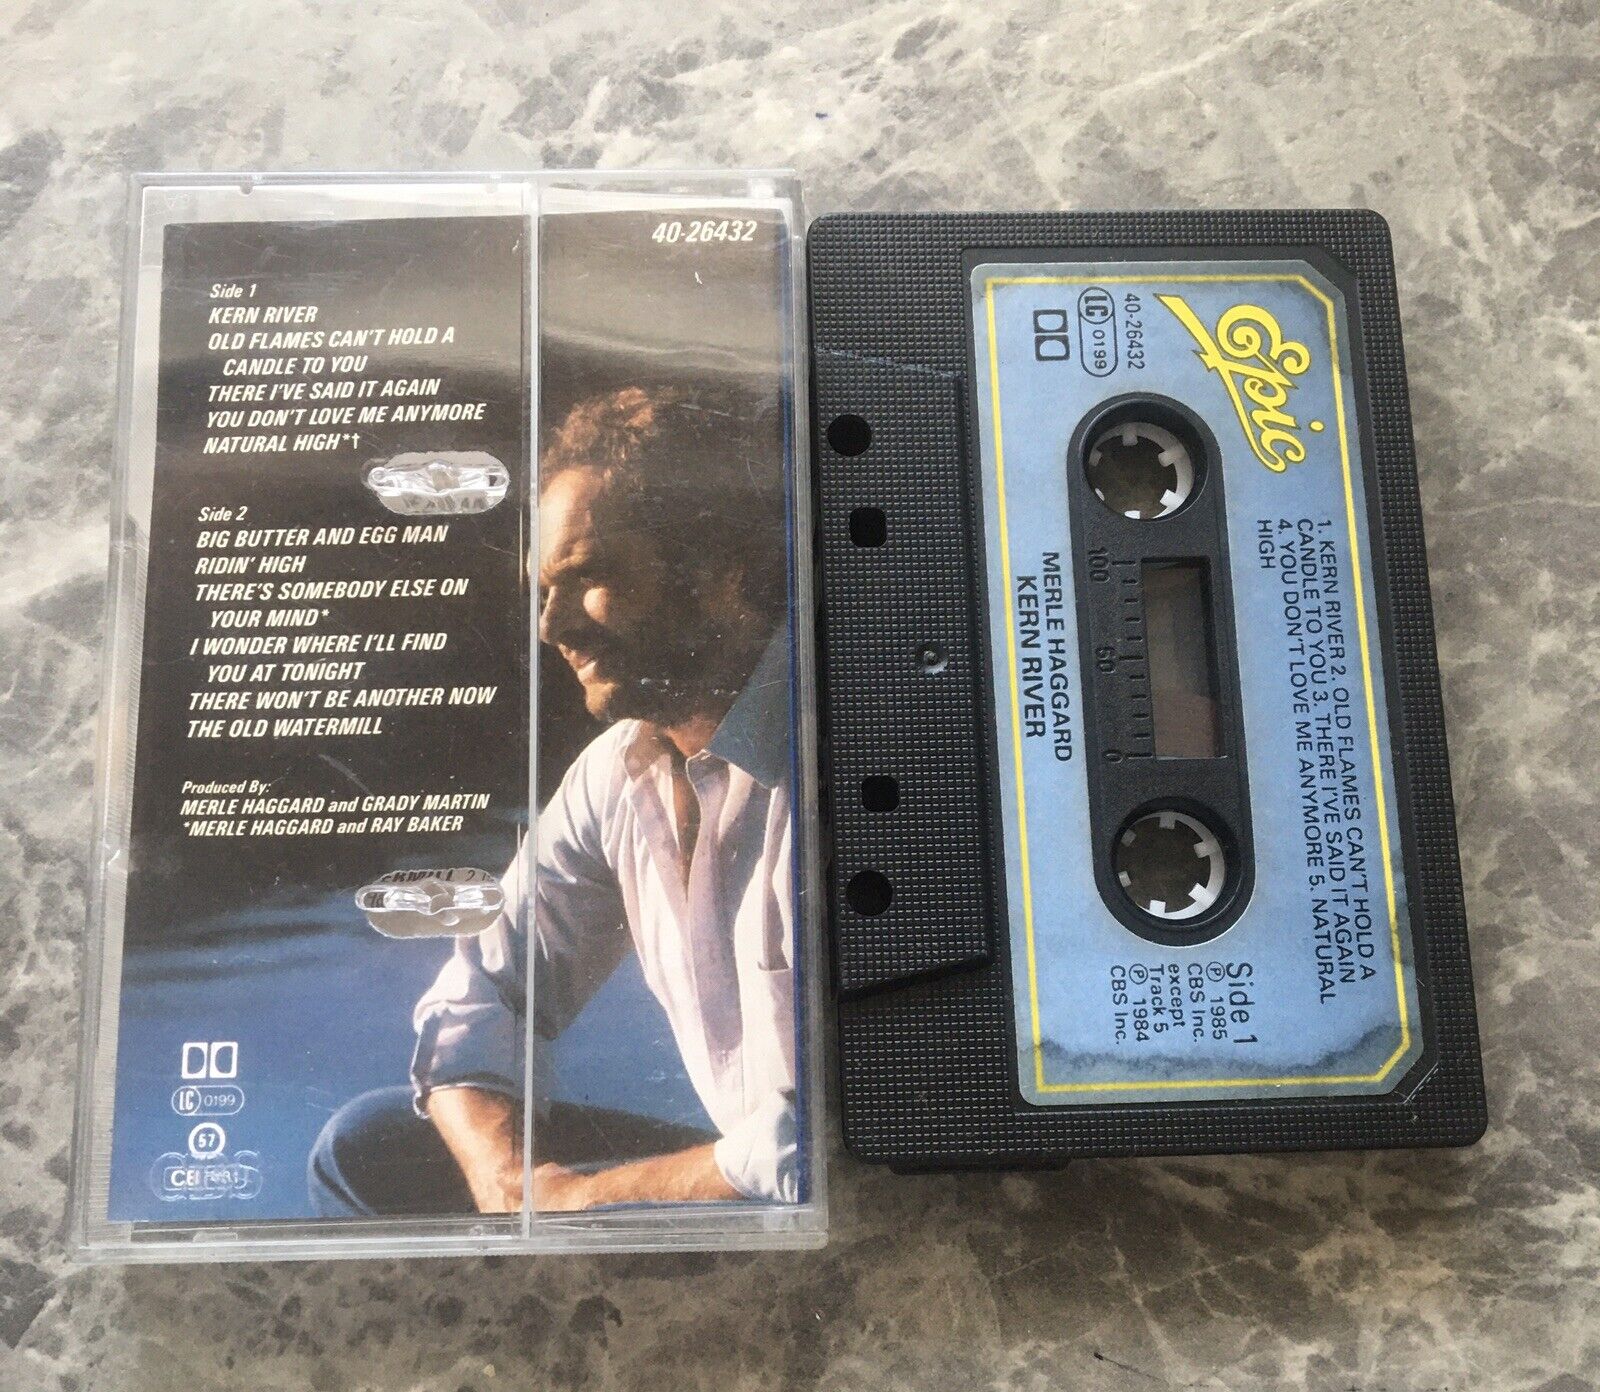 40-26432
Side 1
KERN RIVER
OLD FLAMES CAN'T HOLD A
CANDLE TO YOU
THERE I'VE SAID IT AGAIN
YOU DON'T LOVE ME ANYMORE
NATURAL HIGH*†
Side 2
BIG BUTTER AND EGG MAN
RIDIN' HIGH
THERE'S SOMEBODY ELSE ON
YOUR MIND*
I WONDER WHERE I'LL FIND
YOU AT TONIGHT
THERE WON'T BE ANOTHER NOW
THE OLD WATERMILL
Produced By:
MERLE HAGGARD and GRADY MARTIN
*MERLE HAGGARD and RAY BAKER
LC 0199
57
Epic
40-26432
LC 0199
1. KERN RIVER 2. OLD FLAMES CAN'T HOLD A
CANDLE TO YOU 3. THERE I'VE SAID IT AGAIN
4. YOU DON'T LOVE ME ANYMORE 5. NATURAL
HIGH
Side 1
℗ 1985
CBS Inc.
except
Track 5
℗ 1984
CBS Inc.
100 50 0
MERLE HAGGARD
KERN RIVER